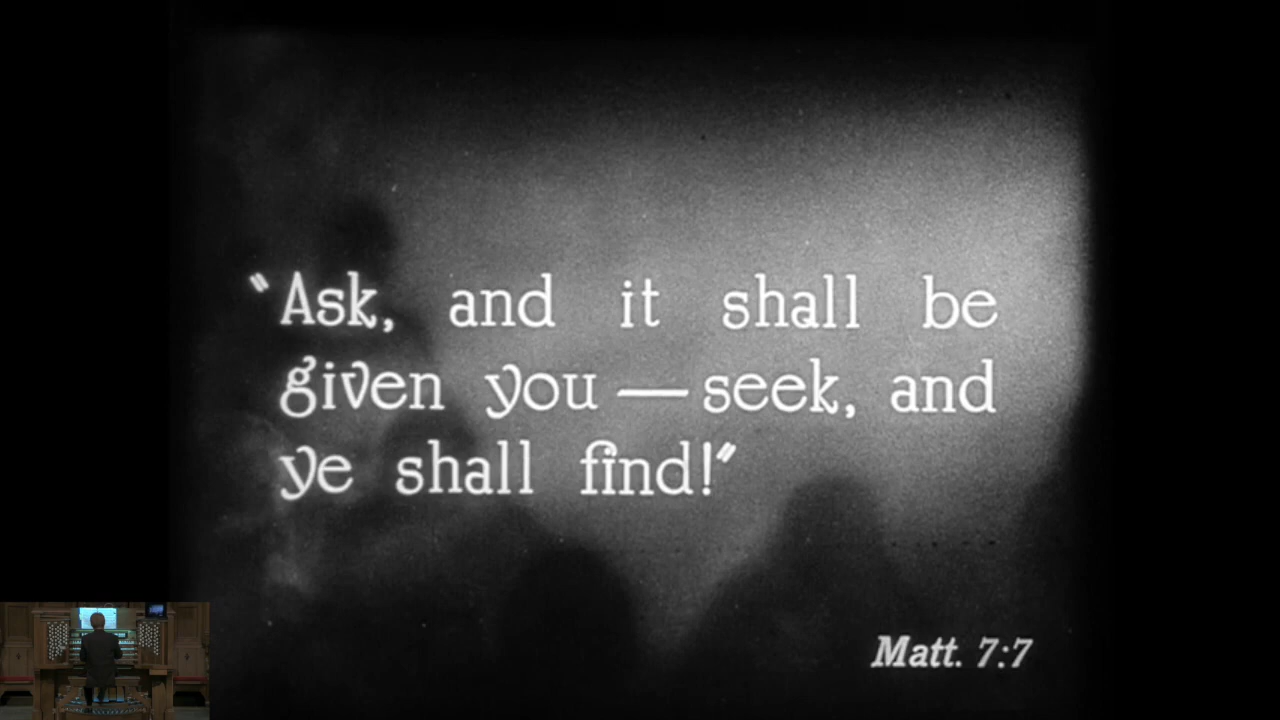 "Ask, and it shall be
given you — seek, and
ye shall find!"
Matt. 7:7